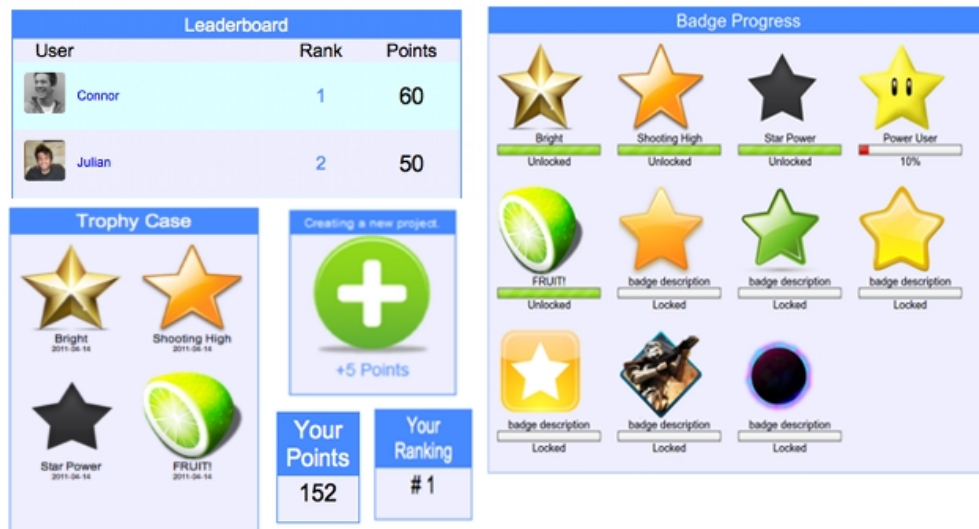 Leaderboard
User Rank Points
Connor 1 60
Julian 2 50
Trophy Case
Bright
2011-04-14
Shooting High
2011-04-14
Star Power
2011-04-14
FRUIT!
2011-04-14
Creating a new project.
+5 Points
Your
Points
152
Your
Ranking
# 1
Badge Progress
Bright
Unlocked
Shooting High
Unlocked
Star Power
Unlocked
Power User
10%
FRUIT!
Unlocked
badge description
Locked
badge description
Locked
badge description
Locked
badge description
Locked
badge description
Locked
badge description
Locked